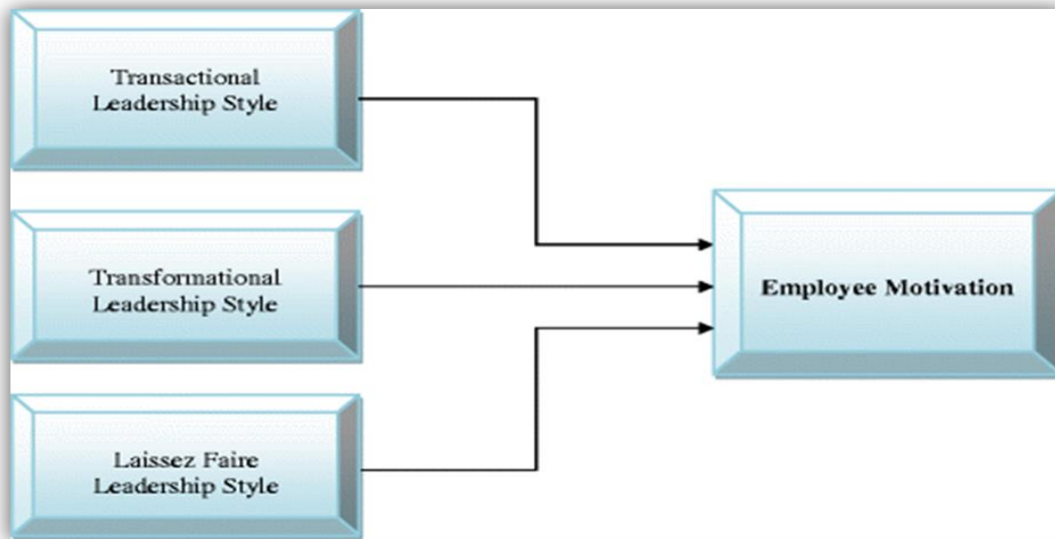 Transactional
Leadership Style
Transformational
Leadership Style
Employee Motivation
Laissez Faire
Leadership Style